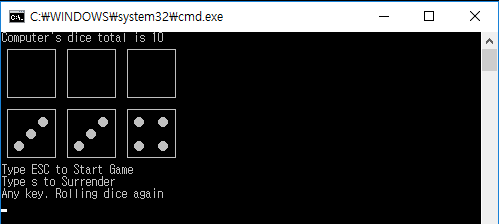 C:₩WINDOWS₩system32₩cmd.exe
Computer's dice total is 10
Type ESC to Start Game
Type s to Surrender
Any key. Rolling dice again